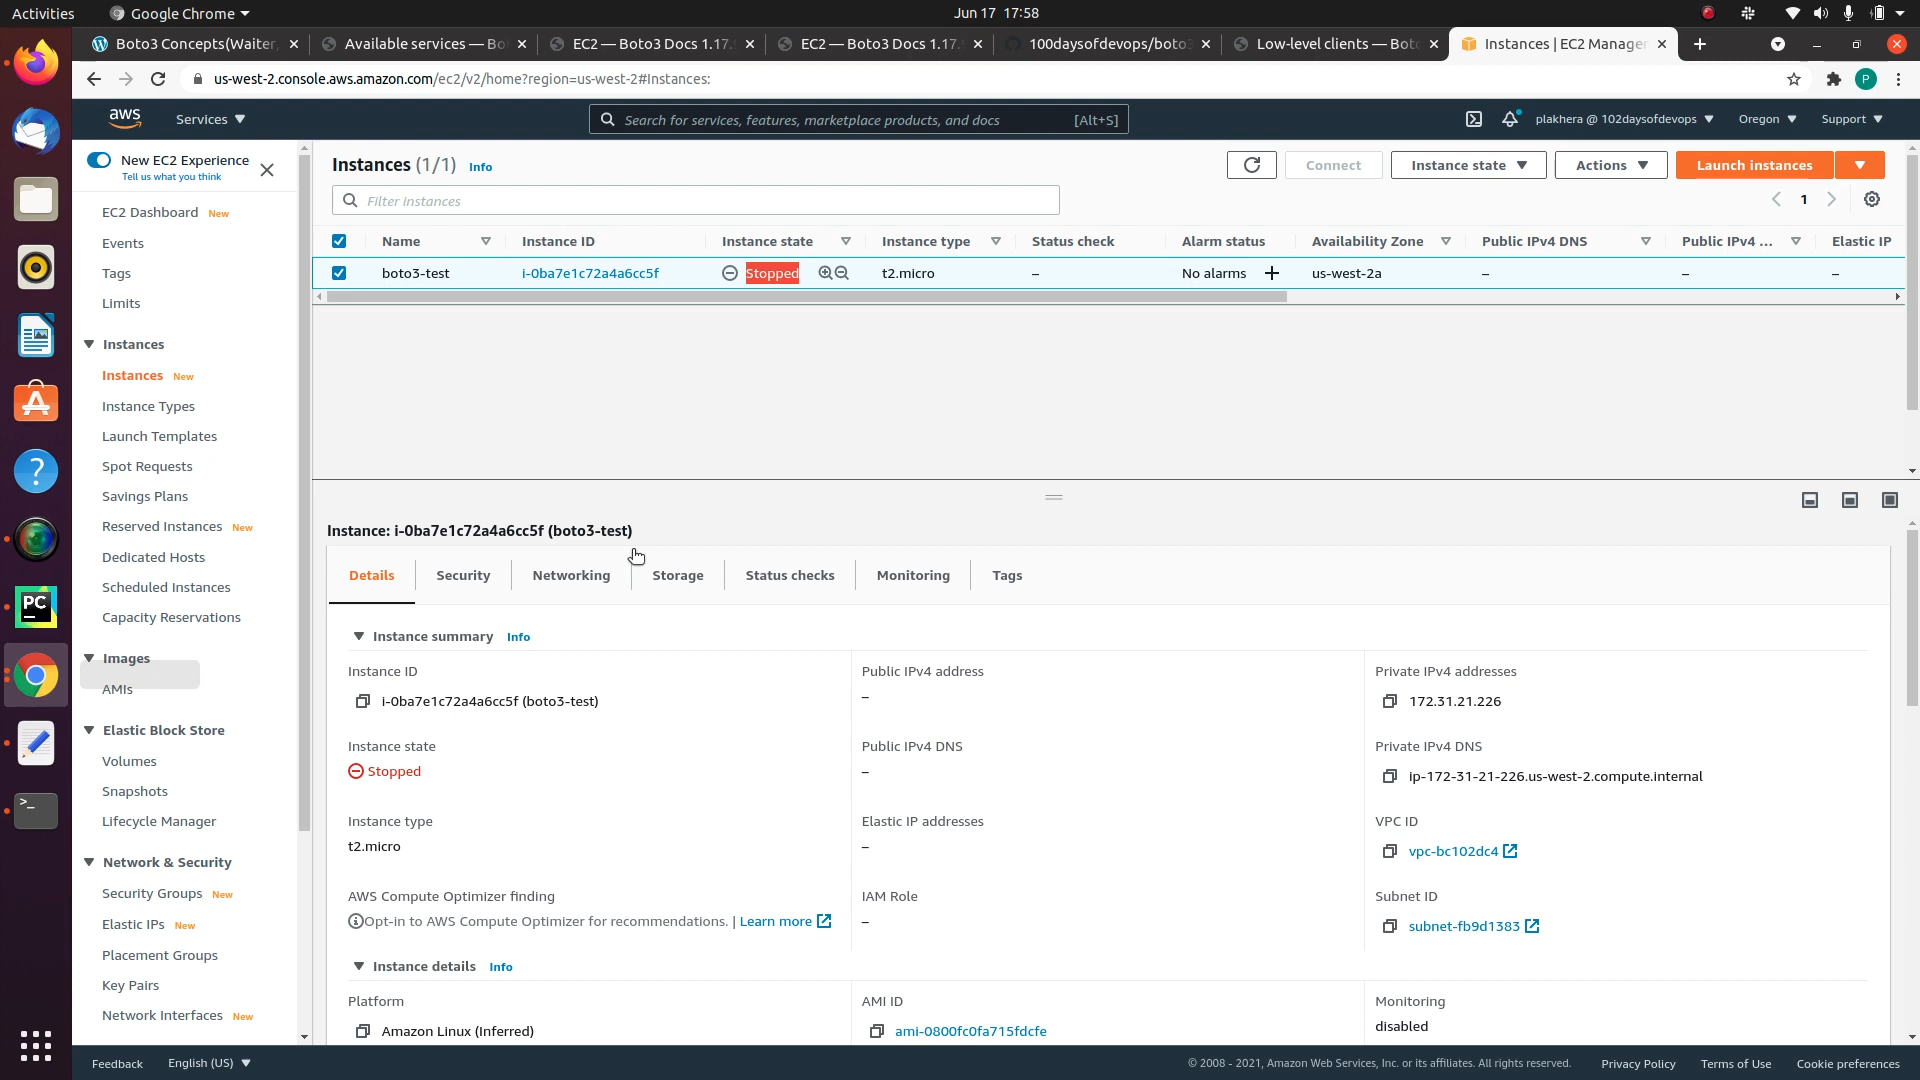 Activities
Google Chrome
Jun 17 17:58
Boto3 Concepts(Waiter,
Available services — Bo
EC2 — Boto3 Docs 1.17.
EC2 — Boto3 Docs 1.17.
100daysofdevops/boto3
Low-level clients — Bot
Instances | EC2 Manage
us-west-2.console.aws.amazon.com/ec2/v2/home?region=us-west-2#Instances:
P
aws
Services
Search for services, features, marketplace products, and docs [Alt+S]
plakhera @ 102daysofdevops
Oregon
Support
New EC2 Experience
Tell us what you think
EC2 Dashboard New
Events
Tags
Limits
Instances
Instances New
Instance Types
Launch Templates
Spot Requests
Savings Plans
Reserved Instances New
Dedicated Hosts
Scheduled Instances
Capacity Reservations
Images
AMIs
Elastic Block Store
Volumes
Snapshots
Lifecycle Manager
Network & Security
Security Groups New
Elastic IPs New
Placement Groups
Key Pairs
Network Interfaces New
Instances (1/1) Info
Connect
Instance state
Actions
Launch instances
Filter instances
1
Name Instance ID Instance state Instance type Status check Alarm status Availability Zone Public IPv4 DNS Public IPv4 ... Elastic IP
boto3-test i-0ba7e1c72a4a6cc5f Stopped t2.micro – No alarms + us-west-2a – – –
Instance: i-0ba7e1c72a4a6cc5f (boto3-test)
Details Security Networking Storage Status checks Monitoring Tags
Instance summary Info
Instance ID
i-0ba7e1c72a4a6cc5f (boto3-test)
Public IPv4 address
–
Private IPv4 addresses
172.31.21.226
Instance state
Stopped
Public IPv4 DNS
–
Private IPv4 DNS
ip-172-31-21-226.us-west-2.compute.internal
Instance type
t2.micro
Elastic IP addresses
–
VPC ID
vpc-bc102dc4
AWS Compute Optimizer finding
Opt-in to AWS Compute Optimizer for recommendations. | Learn more
IAM Role
–
Subnet ID
subnet-fb9d1383
Instance details Info
Platform
Amazon Linux (Inferred)
AMI ID
ami-0800fc0fa715fdcfe
Monitoring
disabled
Feedback
English (US)
© 2008 - 2021, Amazon Web Services, Inc. or its affiliates. All rights reserved.
Privacy Policy
Terms of Use
Cookie preferences
PC